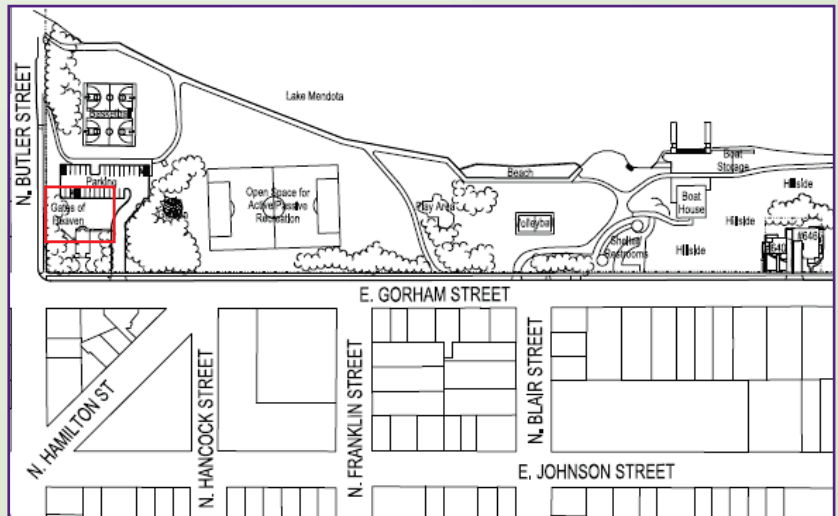 N. BUTLER STREET
Lake Mendota
Basketball
Parking
Gates of
Heaven
Open Space for
Active/Passive
Recreation
Play Area
Beach
Volleyball
Shelter
Restrooms
Boat
Storage
Boat
House
Hillside
Hillside
Hillside
640
#646
E. GORHAM STREET
N. HAMILTON ST
N. HANCOCK STREET
N. FRANKLIN STREET
N. BLAIR STREET
E. JOHNSON STREET